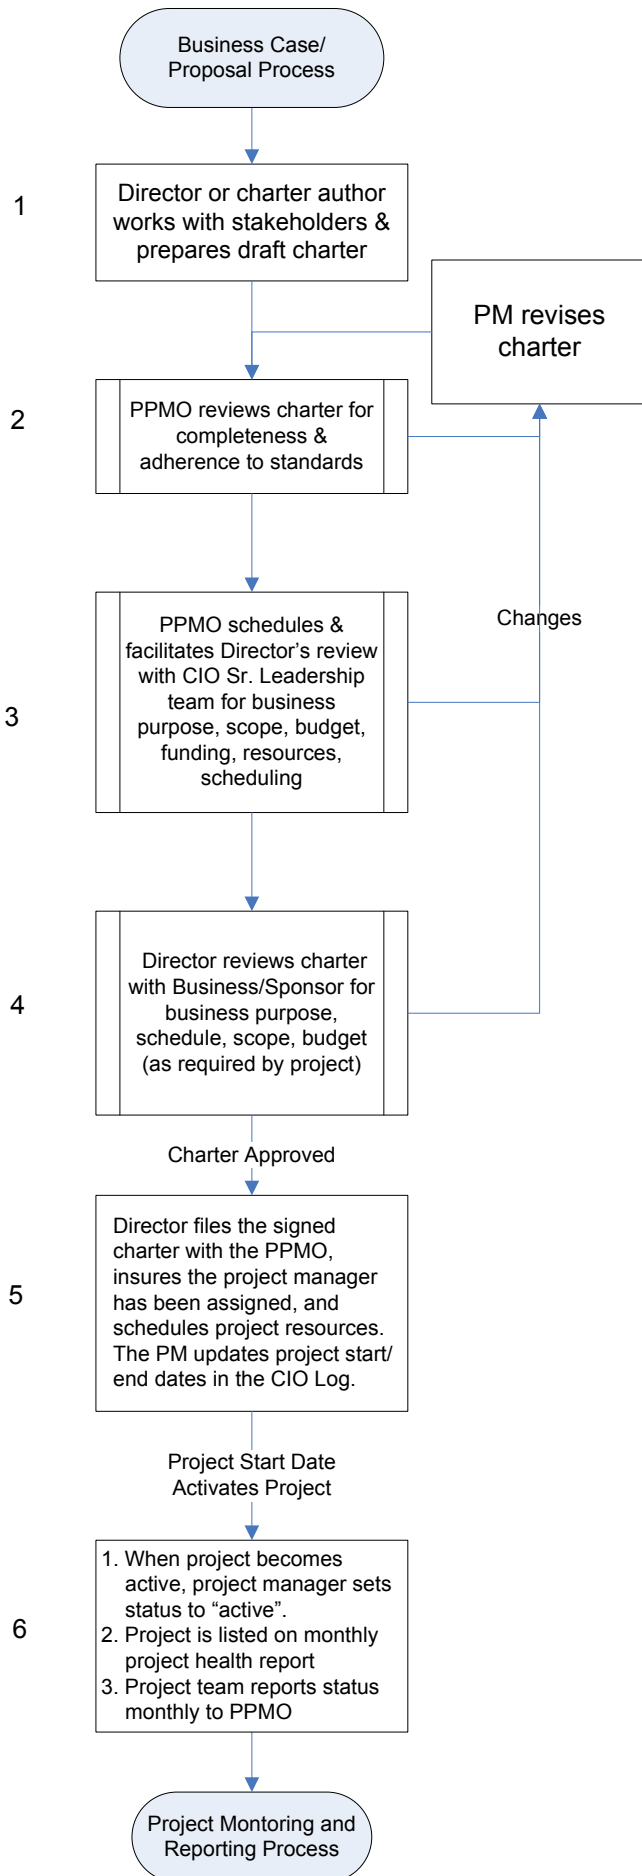 Business Case/
Proposal Process
1
Director or charter author
works with stakeholders &
prepares draft charter
PM revises
charter
2
PPMO reviews charter for
completeness &
adherence to standards
Changes
3
PPMO schedules &
facilitates Director’s review
with CIO Sr. Leadership
team for business
purpose, scope, budget,
funding, resources,
scheduling
4
Director reviews charter
with Business/Sponsor for
business purpose,
schedule, scope, budget
(as required by project)
Charter Approved
5
Director files the signed
charter with the PPMO,
insures the project manager
has been assigned, and
schedules project resources.
The PM updates project start/
end dates in the CIO Log.
Project Start Date
Activates Project
6
1. When project becomes
active, project manager sets
status to “active”.
2. Project is listed on monthly
project health report
3. Project team reports status
monthly to PPMO
Project Montoring and
Reporting Process